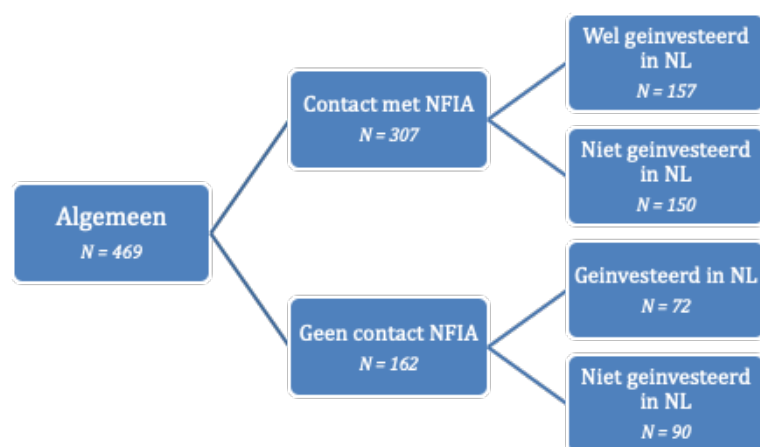 Algemeen
N = 469
Contact met NFIA
N = 307
Wel geinvesteerd
in NL
N = 157
Niet geinvesteerd
in NL
N = 150
Geen contact NFIA
N = 162
Geinvesteerd in NL
N = 72
Niet geinvesteerd
in NL
N = 90